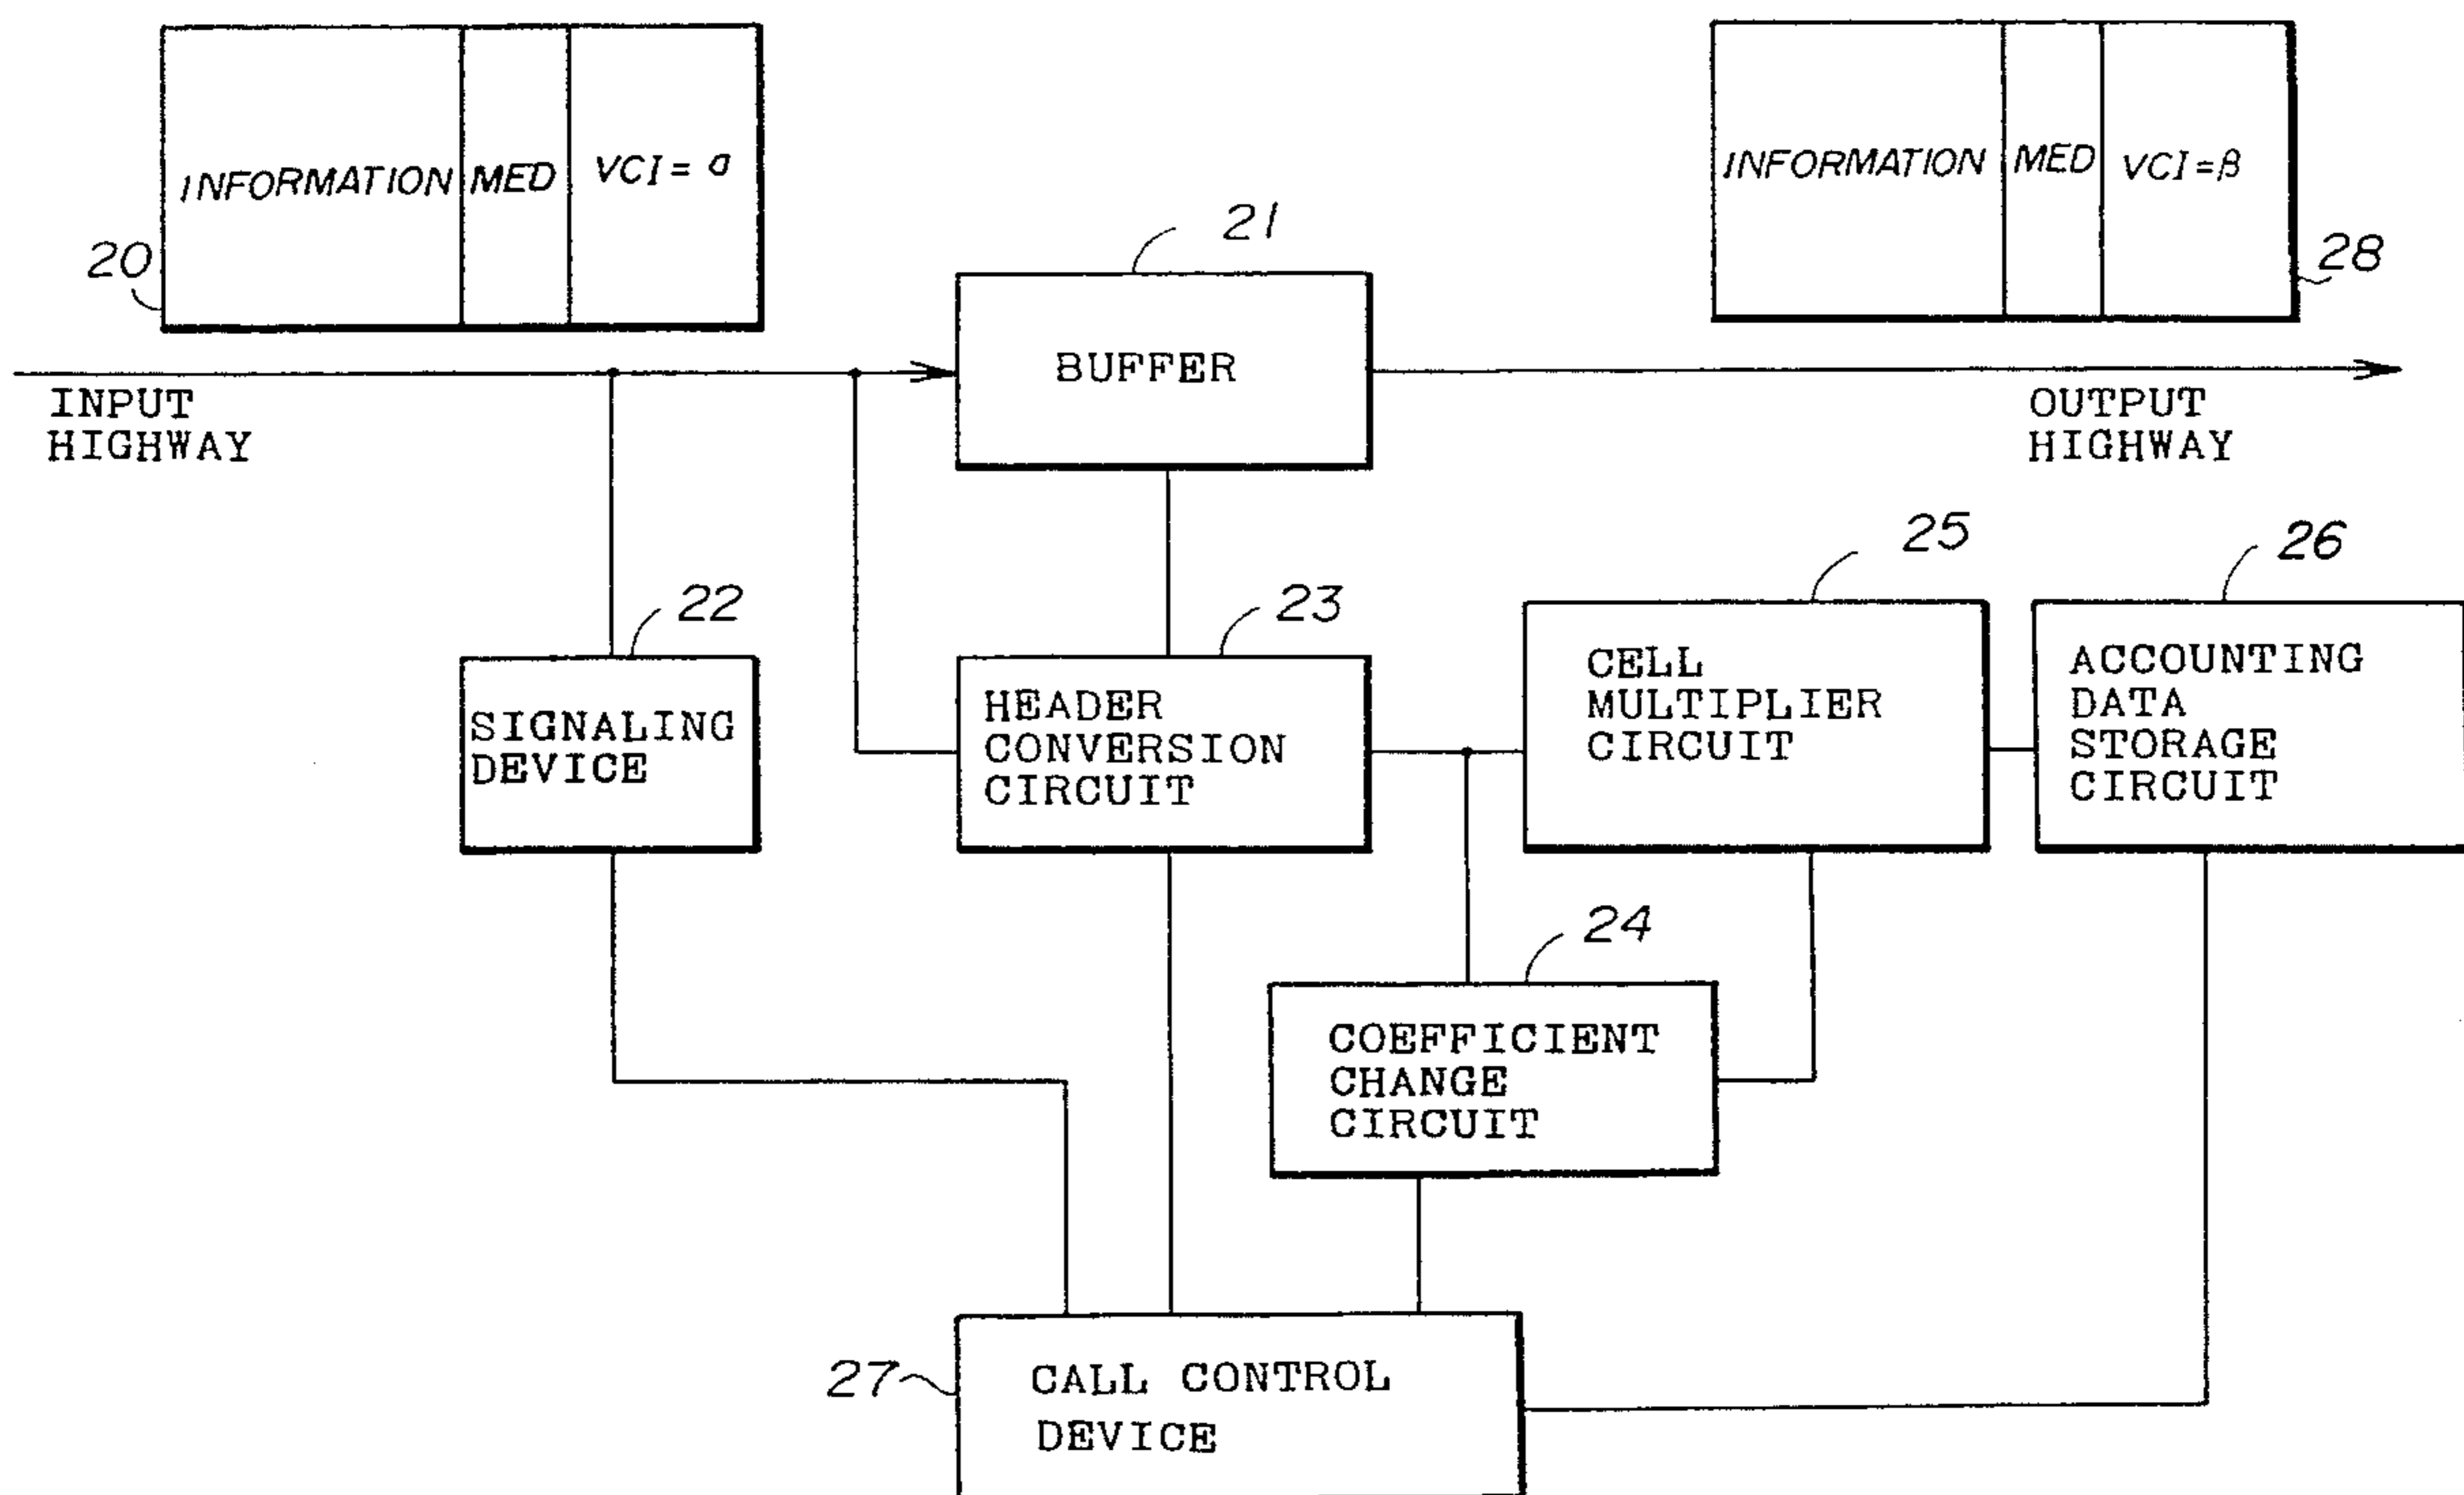 INFORMATION MED VCI = α
20
INFORMATION MED VCI = β
28
21
BUFFER
INPUT
HIGHWAY
OUTPUT
HIGHWAY
22
SIGNALING
DEVICE
23
HEADER
CONVERSION
CIRCUIT
25
CELL
MULTIPLIER
CIRCUIT
26
ACCOUNTING
DATA
STORAGE
CIRCUIT
24
COEFFICIENT
CHANGE
CIRCUIT
27
CALL CONTROL
DEVICE